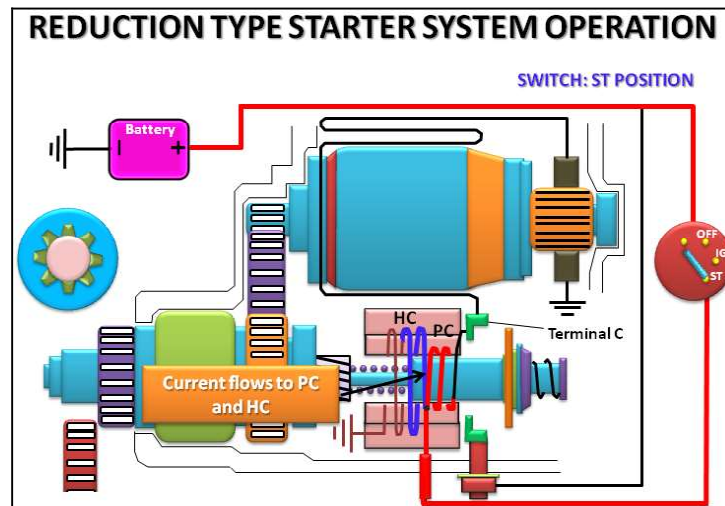 REDUCTION TYPE STARTER SYSTEM OPERATION
SWITCH: ST POSITION
Battery
- +
OFF
IG
ST
HC
PC
Terminal C
Current flows to PC
and HC